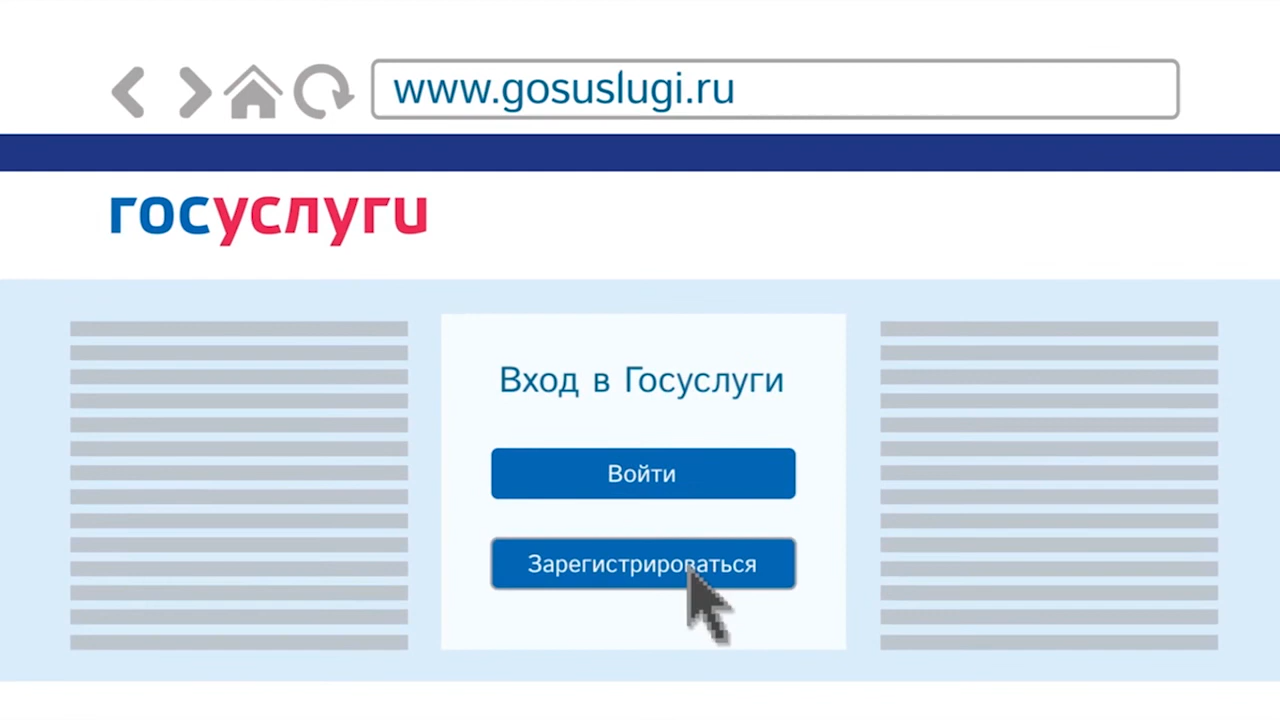 www.gosuslugi.ru
госуслуги
Вход в Госуслуги
Войти
Зарегистрироваться